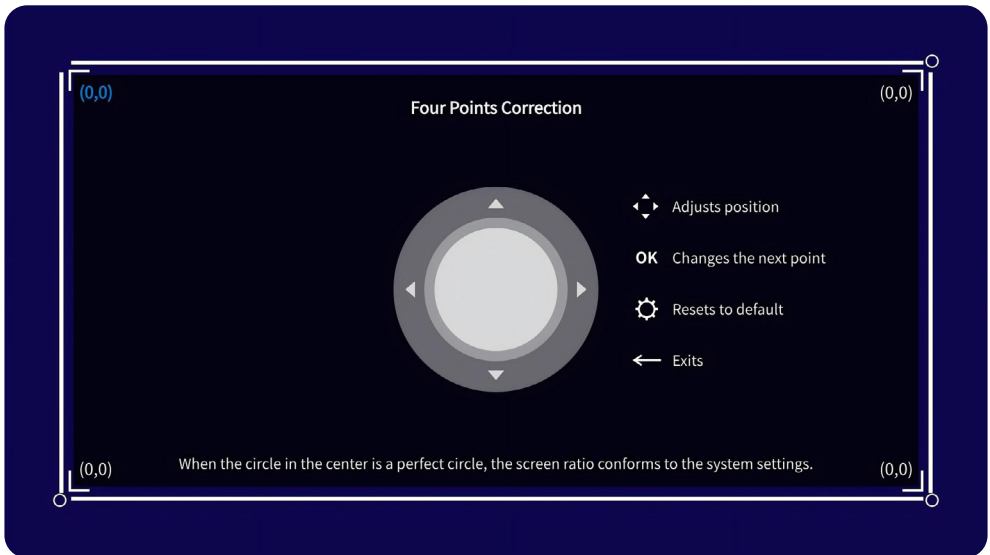 (0,0)
(0,0)
Four Points Correction
Adjusts position
OK Changes the next point
Resets to default
Exits
(0,0)
When the circle in the center is a perfect circle, the screen ratio conforms to the system settings.
(0,0)